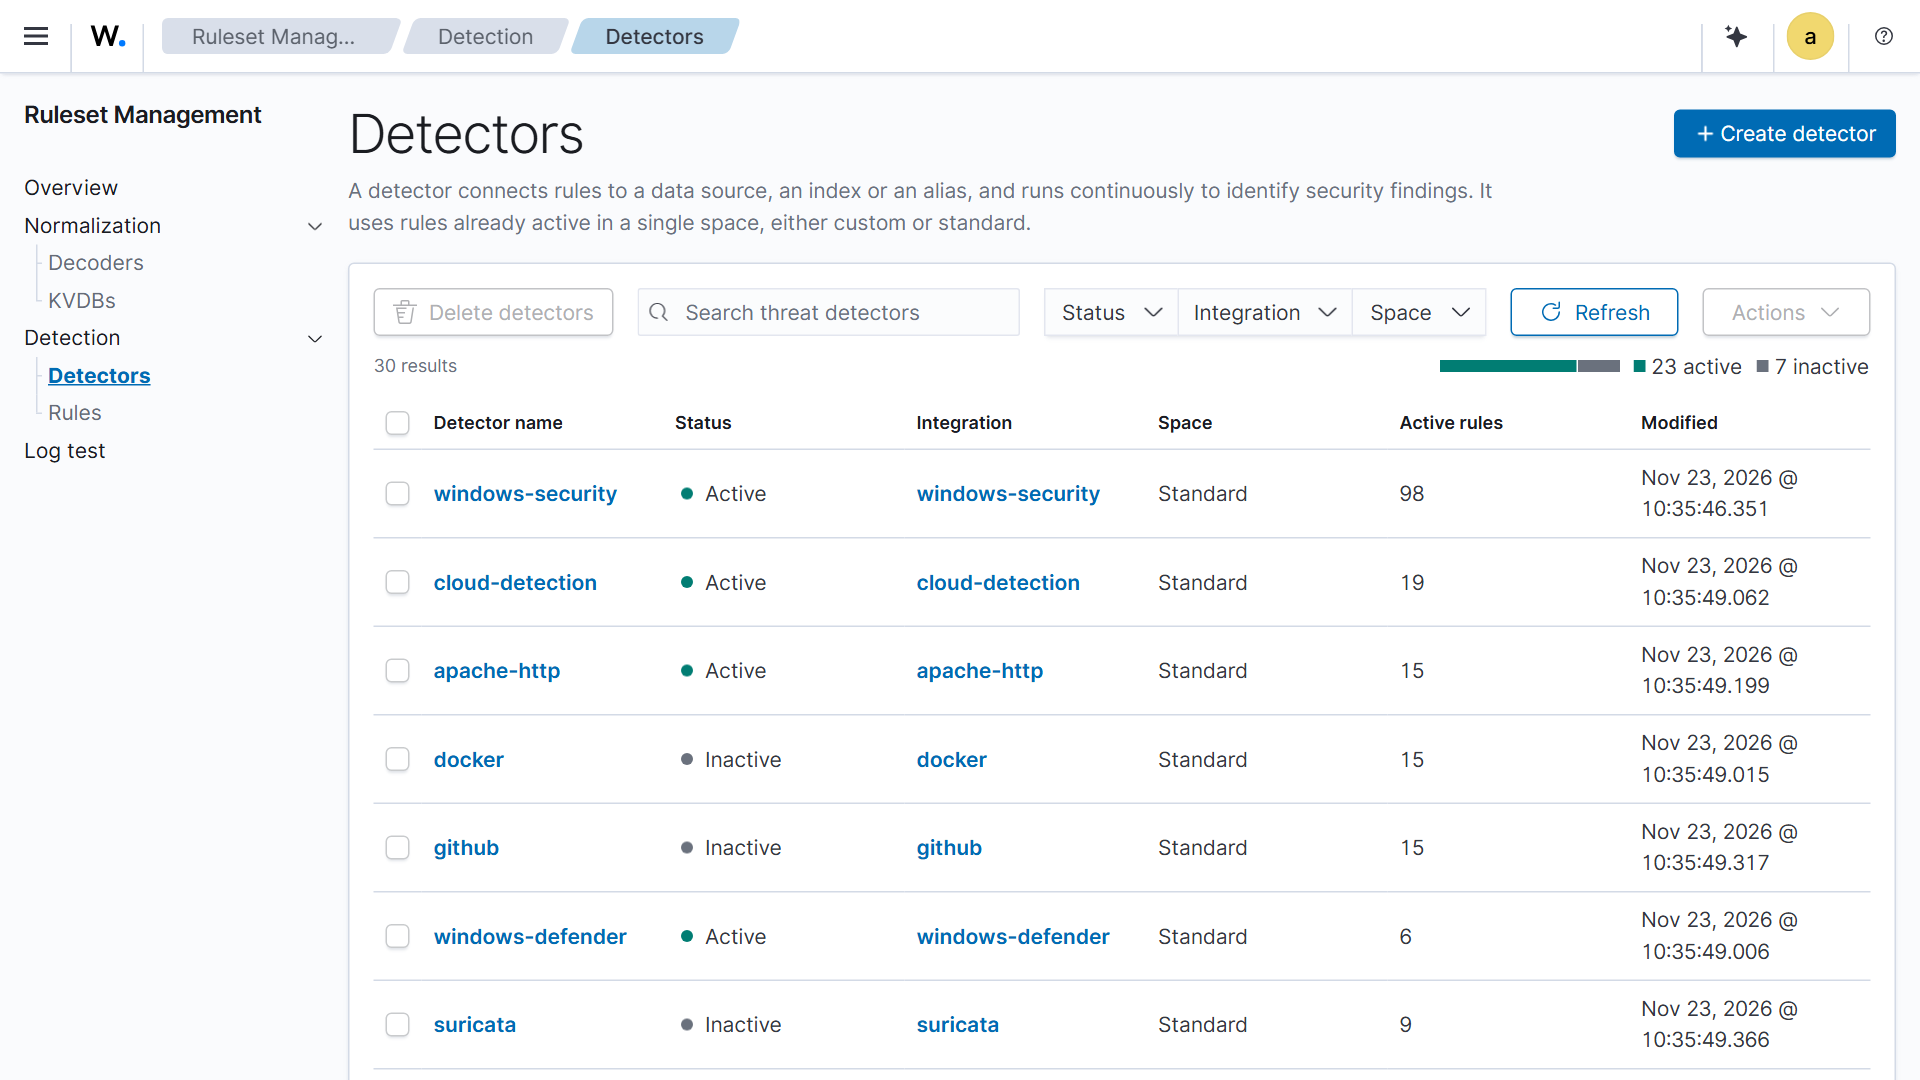 W.
Ruleset Manag...
Detection
Detectors
a
Ruleset Management
Overview
Normalization
Decoders
KVDBs
Detection
Detectors
Rules
Log test
Detectors
Create detector
A detector connects rules to a data source, an index or an alias, and runs continuously to identify security findings. It
uses rules already active in a single space, either custom or standard.
Delete detectors
Search threat detectors
Status
Integration
Space
Refresh
Actions
30 results
23 active
7 inactive
Detector name Status Integration Space Active rules Modified
windows-security Active windows-security Standard 98 Nov 23, 2026 @
10:35:46.351
cloud-detection Active cloud-detection Standard 19 Nov 23, 2026 @
10:35:49.062
apache-http Active apache-http Standard 15 Nov 23, 2026 @
10:35:49.199
docker Inactive docker Standard 15 Nov 23, 2026 @
10:35:49.015
github Inactive github Standard 15 Nov 23, 2026 @
10:35:49.317
windows-defender Active windows-defender Standard 6 Nov 23, 2026 @
10:35:49.006
suricata Inactive suricata Standard 9 Nov 23, 2026 @
10:35:49.366